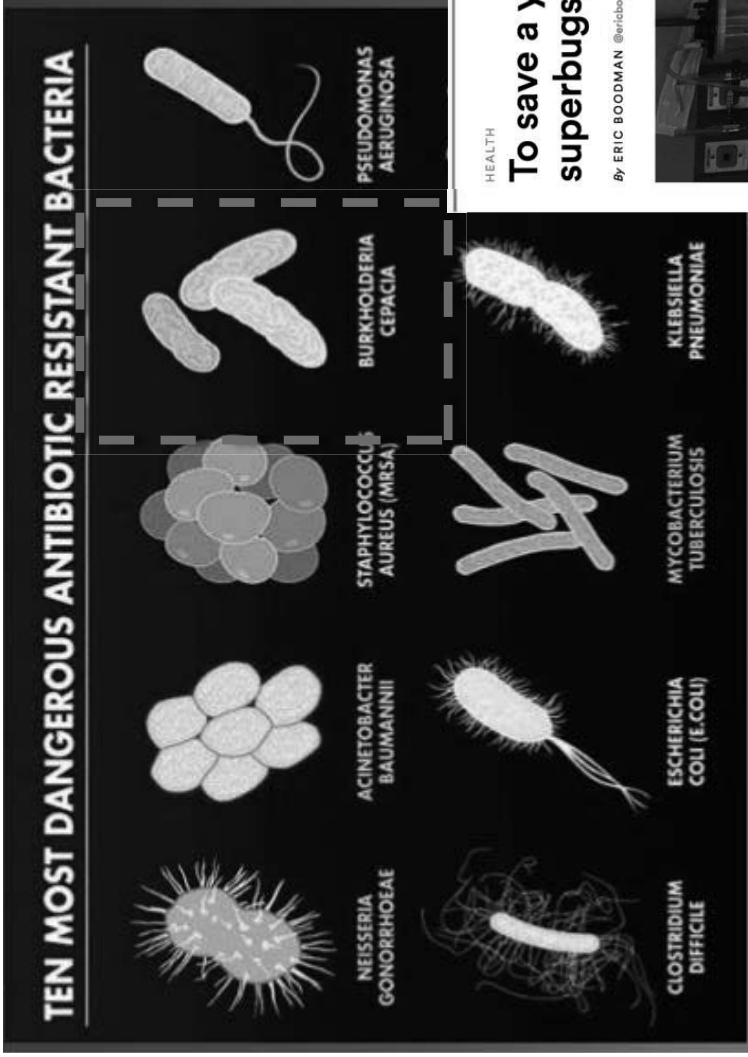 TEN MOST DANGEROUS ANTIBIOTIC RESISTANT BACTERIA
NEISSERIA
GONORRHOEAE
ACINETOBACTER
BAUMANNII
STAPHYLOCOCCUS
AUREUS (MRSA)
BURKHOLDERIA
CEPACIA
PSEUDOMONAS
AERUGINOSA
CLOSTRIDIUM
DIFFICILE
ESCHERICHIA
COLI (E.COLI)
MYCOBACTERIUM
TUBERCULOSIS
KLEBSIELLA
PNEUMONIAE
HEALTH
To save a y
superbugs
By ERIC BOODMAN @ericbo